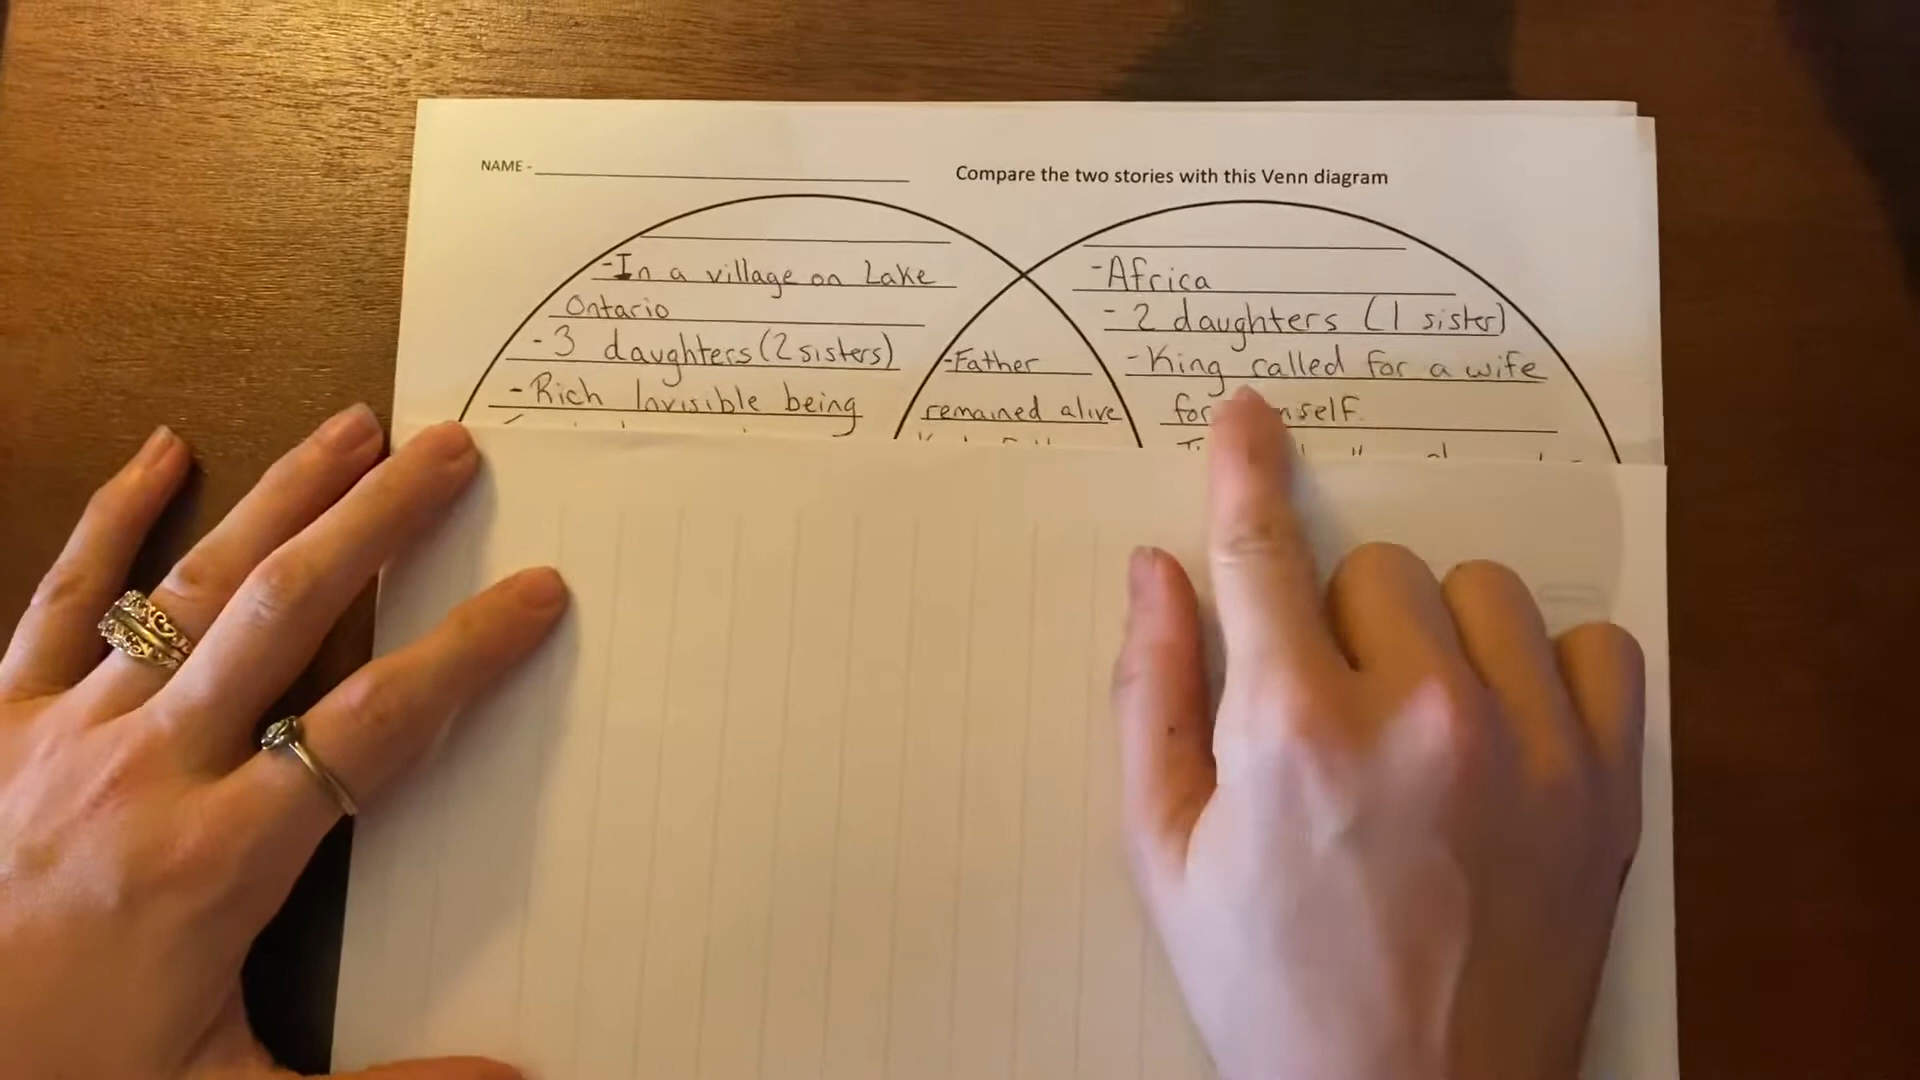 NAME -
Compare the two stories with this Venn diagram
-In a village on Lake
Ontario
-3 daughters (2 sisters)
-Rich Invisible being
-Father
remained alive
-Africa
-2 daughters (1 sister)
-King called for a wife
for